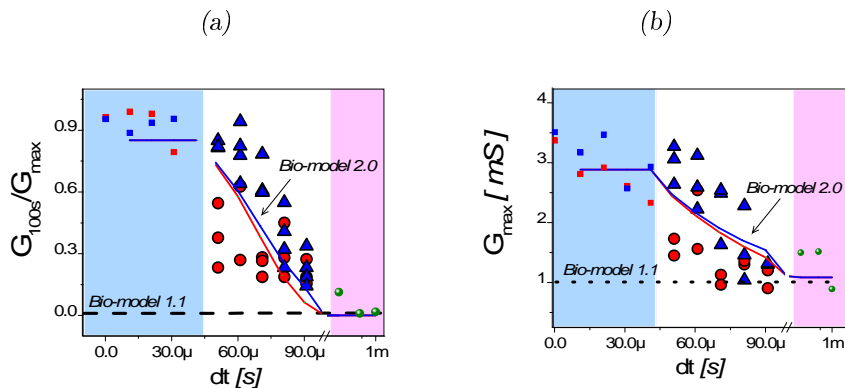 (a)
G100s/Gmax
0.9
0.6
0.3
0.0
Bio-model 2.0
Bio-model 1.1
0.0 30.0µ 60.0µ 90.0µ 1m
dt [s]
(b)
Gmax[ mS]
4
3
2
1
0
Bio-model 2.0
Bio-model 1.1
0.0 30.0µ 60.0µ 90.0µ 1m
dt [s]